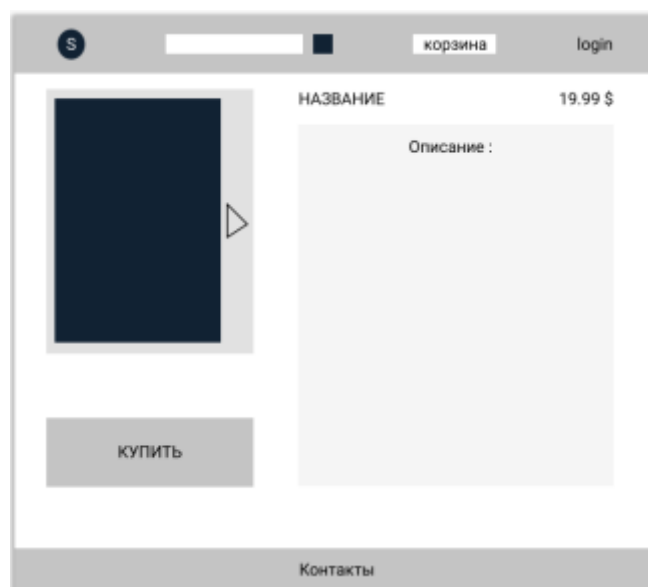 S
корзина
login
НАЗВАНИЕ
19.99 $
Описание :
КУПИТЬ
Контакты